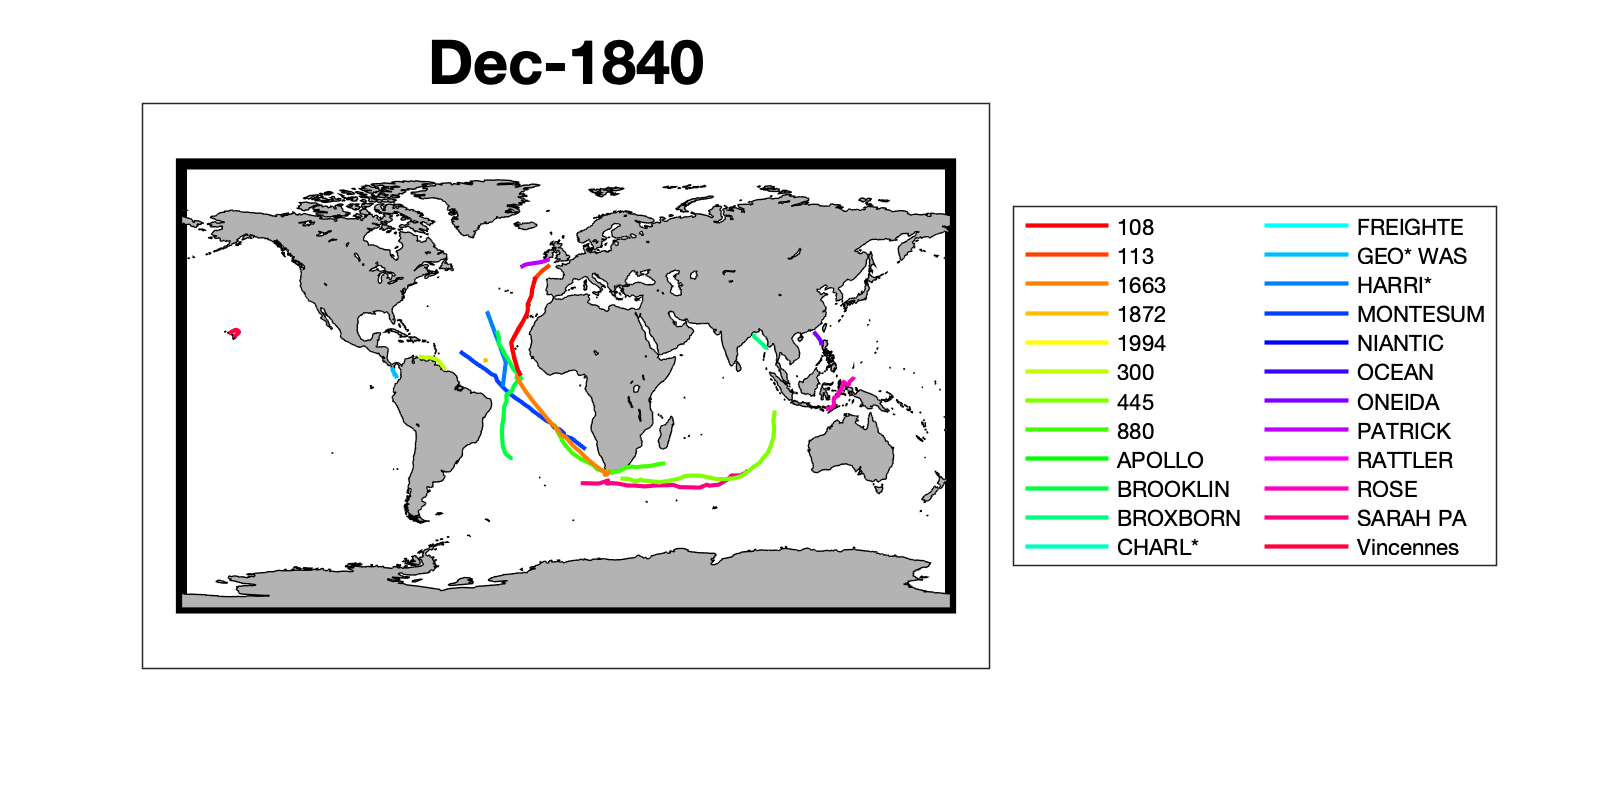 Dec-1840
108
113
1663
1872
1994
300
445
880
APOLLO
BROOKLIN
BROXBORN
CHARL*
FREIGHTE
GEO* WAS
HARRI*
MONTESUM
NIANTIC
OCEAN
ONEIDA
PATRICK
RATTLER
ROSE
SARAH PA
Vincennes